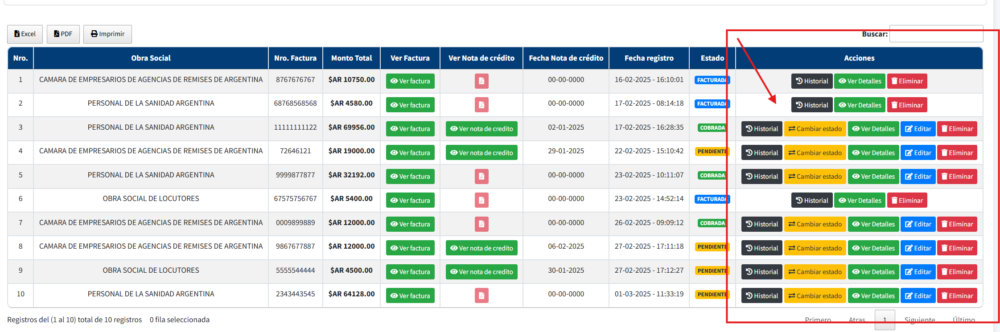 Excel PDF Imprimir Buscar:
Nro. Obra Social Nro. Factura Monto Total Ver Factura Ver Nota de crédito Fecha Nota de crédito Fecha registro Estado Acciones
1 CAMARA DE EMPRESARIOS DE AGENCIAS DE REMISES DE ARGENTINA 8767676767 $AR 10750.00 Ver factura 00-00-0000 16-02-2025 - 16:10:01 FACTURADA Historial Ver Detalles Eliminar
2 PERSONAL DE LA SANIDAD ARGENTINA 68768568568 $AR 4580.00 Ver factura 00-00-0000 17-02-2025 - 08:14:18 FACTURADA Historial Ver Detalles Eliminar
3 PERSONAL DE LA SANIDAD ARGENTINA 11111111122 $AR 69956.00 Ver factura Ver nota de credito 02-01-2025 17-02-2025 - 16:28:35 COBRADA Historial Cambiar estado Ver Detalles Editar Eliminar
4 CAMARA DE EMPRESARIOS DE AGENCIAS DE REMISES DE ARGENTINA 72646121 $AR 19000.00 Ver factura Ver nota de credito 29-01-2025 22-02-2025 - 15:10:42 PENDIENTE Historial Cambiar estado Ver Detalles Editar Eliminar
5 PERSONAL DE LA SANIDAD ARGENTINA 9999877877 $AR 32192.00 Ver factura 00-00-0000 23-02-2025 - 10:11:07 COBRADA Historial Cambiar estado Ver Detalles Editar Eliminar
6 OBRA SOCIAL DE LOCUTORES 67575756767 $AR 5400.00 Ver factura 00-00-0000 23-02-2025 - 14:52:14 FACTURADA Historial Ver Detalles Eliminar
7 CAMARA DE EMPRESARIOS DE AGENCIAS DE REMISES DE ARGENTINA 0009899889 $AR 12000.00 Ver factura 00-00-0000 26-02-2025 - 09:09:12 COBRADA Historial Cambiar estado Ver Detalles Editar Eliminar
8 CAMARA DE EMPRESARIOS DE AGENCIAS DE REMISES DE ARGENTINA 9867677887 $AR 12000.00 Ver factura Ver nota de credito 06-02-2025 27-02-2025 - 17:11:18 PENDIENTE Historial Cambiar estado Ver Detalles Editar Eliminar
9 OBRA SOCIAL DE LOCUTORES 5555544444 $AR 4500.00 Ver factura Ver nota de credito 30-01-2025 27-02-2025 - 17:12:27 PENDIENTE Historial Cambiar estado Ver Detalles Editar Eliminar
10 PERSONAL DE LA SANIDAD ARGENTINA 2343443545 $AR 64128.00 Ver factura 00-00-0000 01-03-2025 - 11:33:19 PENDIENTE Historial Cambiar estado Ver Detalles Editar Eliminar
Registros del (1 al 10) total de 10 registros 0 fila seleccionada Primero Atras 1 Siguiente Último